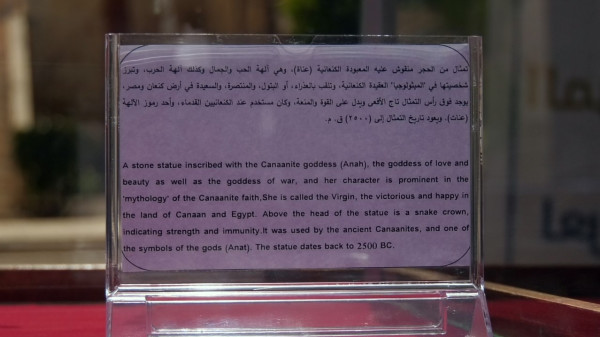 تمثال من الحجر منقوش عليه المعبودة الكنعانية (عناة)، وهي آلهة الحب والجمال وكذلك آلهة الحرب، وتبرز
شخصيتها في "الميثولوجيا" العقيدة الكنعانية، وتلقب بالعذراء، أو البتول، والمنتصرة، والسعيدة في أرض كنعان ومصر،
يوجد فوق رأس التمثال تاج الأفعى ويدل على القوة والمنعة، وكان مستخدم عند الكنعانيين القدماء، وأحد رموز الآلهة
(عنات). ويعود تاريخ التمثال إلى (٢٥٠٠) ق. م.
A stone statue inscribed with the Canaanite goddess (Anah), the goddess of love and
beauty as well as the goddess of war, and her character is prominent in the
'mythology' of the Canaanite faith,She is called the Virgin, the victorious and happy in
the land of Canaan and Egypt. Above the head of the statue is a snake crown,
indicating strength and immunity.It was used by the ancient Canaanites, and one of
the symbols of the gods (Anat). The statue dates back to 2500 BC.